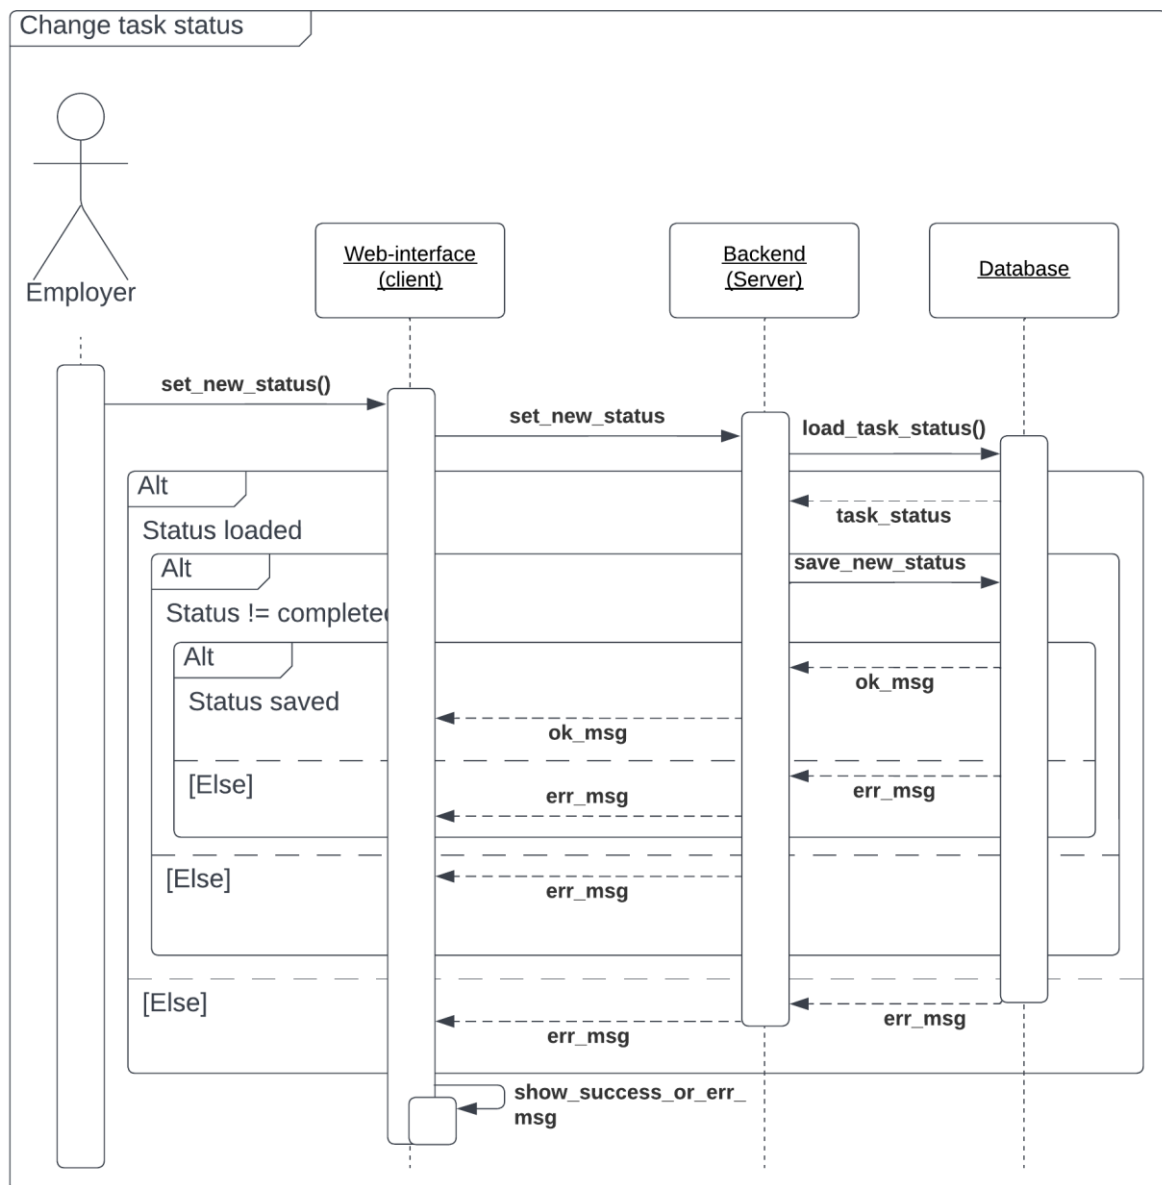 Change task status
Employer
Web-interface
(client)
Backend
(Server)
Database
set_new_status()
set_new_status
load_task_status()
Alt
task_status
Status loaded
Alt
save_new_status
Status != completed
Alt
ok_msg
Status saved
ok_msg
[Else]
err_msg
err_msg
[Else]
err_msg
[Else]
err_msg
err_msg
show_success_or_err_
msg